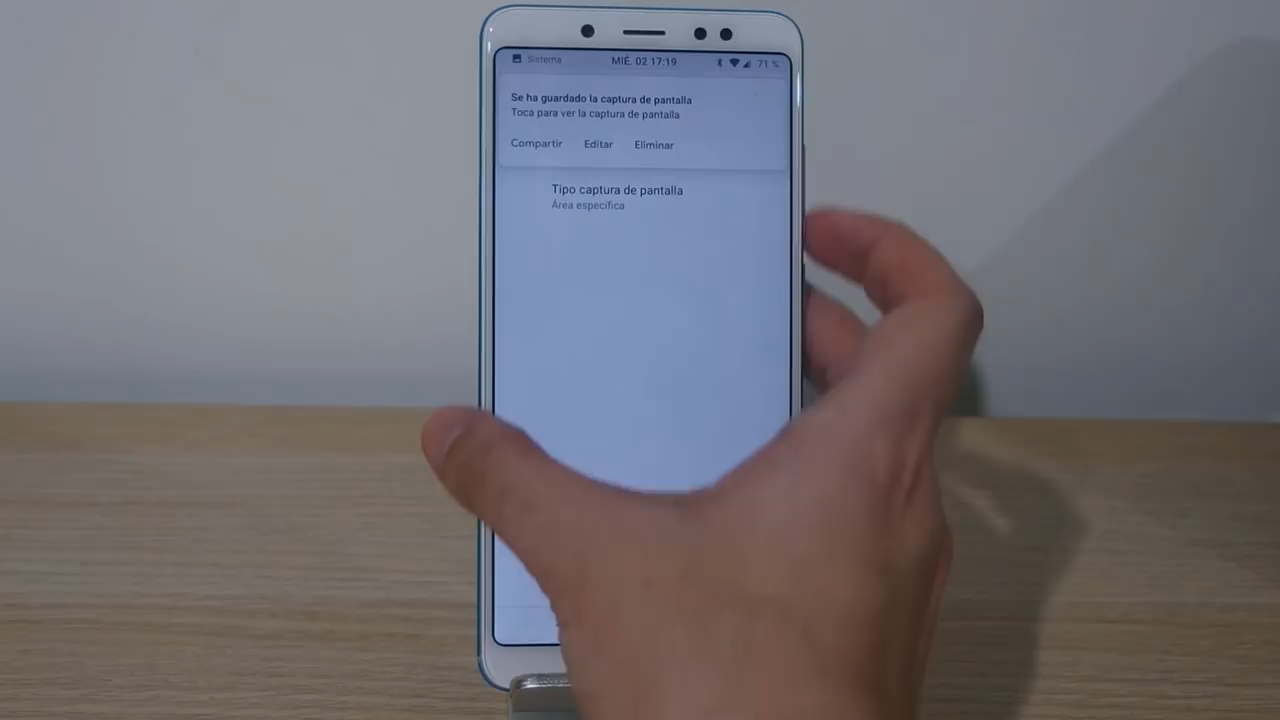 Sistema MIÉ. 02 17:19 71 %
Se ha guardado la captura de pantalla
Toca para ver la captura de pantalla
Compartir Editar Eliminar
Tipo captura de pantalla
Área específica